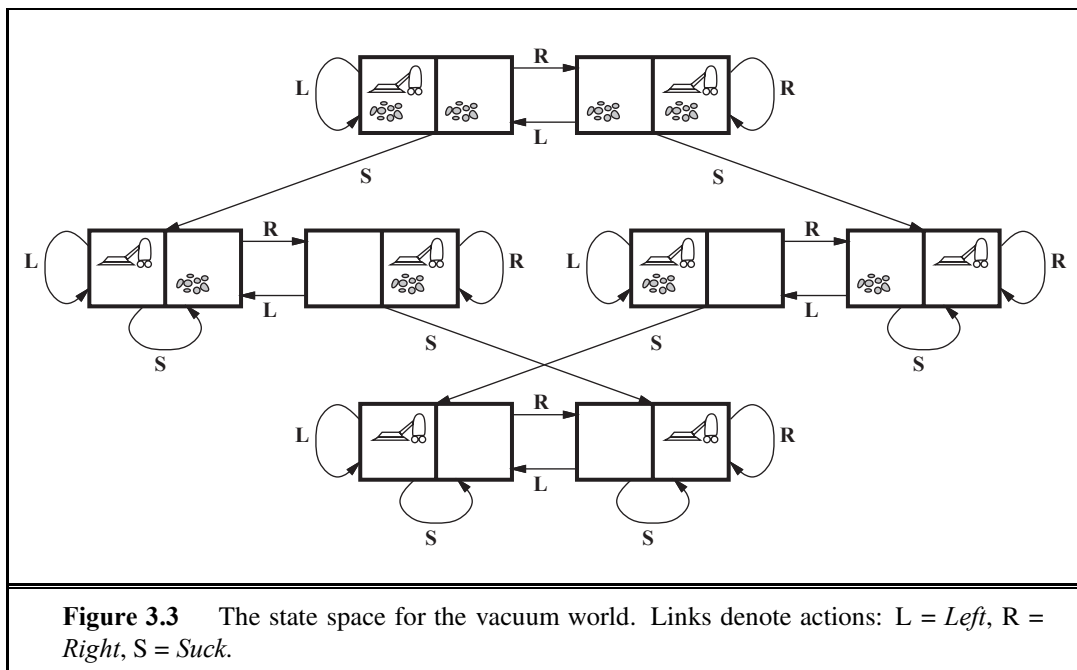 R
L R
L
S S
R R
L R L R
L L
S S S S
R
L R
L
S S
Figure 3.3 The state space for the vacuum world. Links denote actions: L = Left, R =
Right, S = Suck.